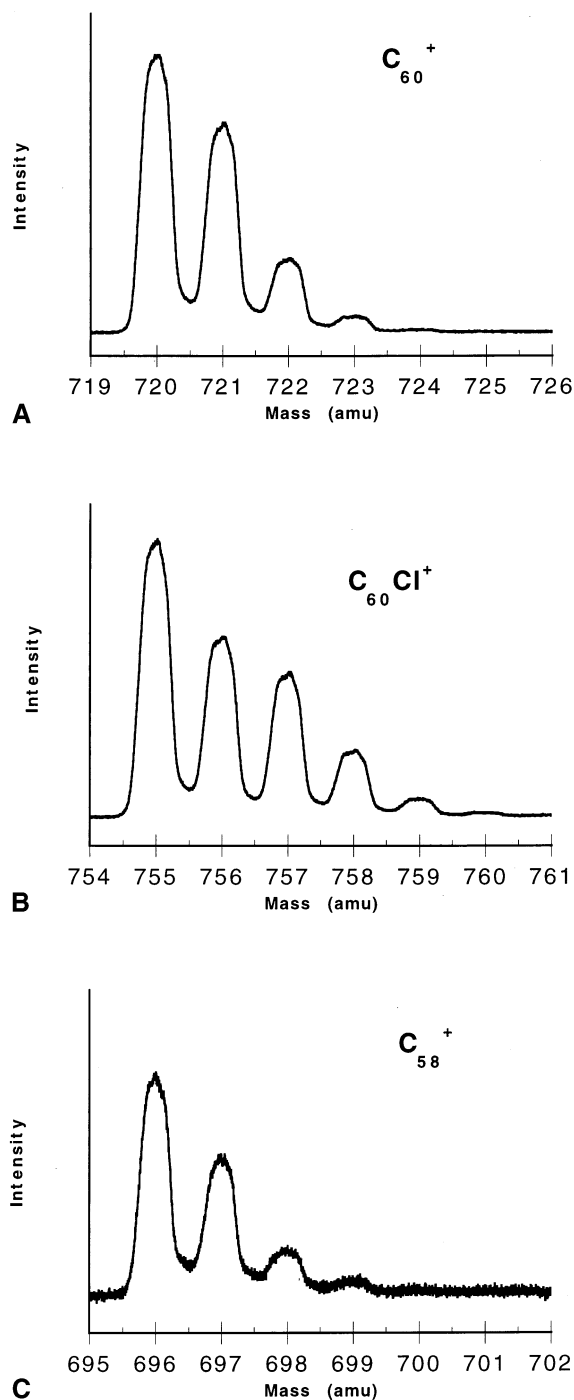 C60+
Intensity
719 720 721 722 723 724 725 726
Mass (amu)
A
C60Cl+
Intensity
754 755 756 757 758 759 760 761
Mass (amu)
B
C58+
Intensity
695 696 697 698 699 700 701 702
Mass (amu)
C